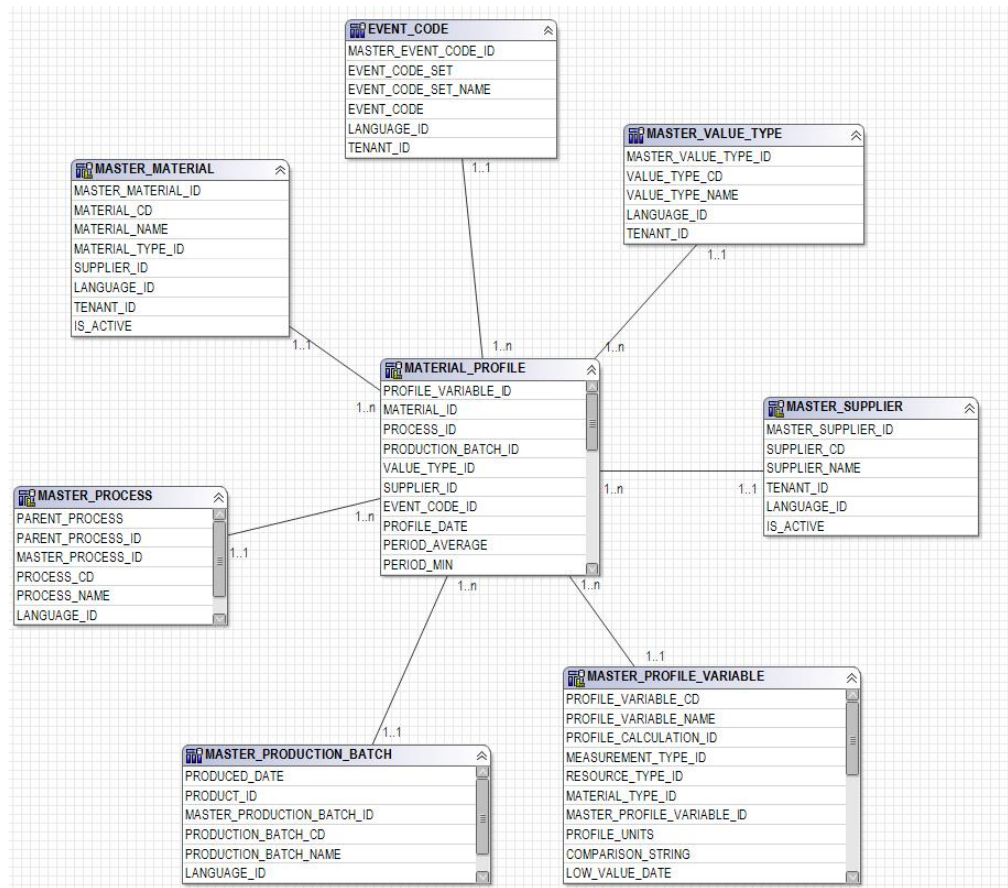 EVENT_CODE
MASTER_EVENT_CODE_ID
EVENT_CODE_SET
EVENT_CODE_SET_NAME
EVENT_CODE
LANGUAGE_ID
TENANT_ID
1..1
MASTER_VALUE_TYPE
MASTER_VALUE_TYPE_ID
VALUE_TYPE_CD
VALUE_TYPE_NAME
LANGUAGE_ID
TENANT_ID
1..1
MASTER_MATERIAL
MASTER_MATERIAL_ID
MATERIAL_CD
MATERIAL_NAME
MATERIAL_TYPE_ID
SUPPLIER_ID
LANGUAGE_ID
TENANT_ID
IS_ACTIVE
1..1
1..n
1..n
1..n
MATERIAL_PROFILE
PROFILE_VARIABLE_ID
MATERIAL_ID
PROCESS_ID
PRODUCTION_BATCH_ID
VALUE_TYPE_ID
SUPPLIER_ID
EVENT_CODE_ID
PROFILE_DATE
PERIOD_AVERAGE
PERIOD_MIN
1..n
1..1
MASTER_SUPPLIER
MASTER_SUPPLIER_ID
SUPPLIER_CD
SUPPLIER_NAME
TENANT_ID
LANGUAGE_ID
IS_ACTIVE
MASTER_PROCESS
PARENT_PROCESS
PARENT_PROCESS_ID
MASTER_PROCESS_ID
PROCESS_CD
PROCESS_NAME
LANGUAGE_ID
1..1
1..n
1..n
1..n
1..1
1..1
MASTER_PRODUCTION_BATCH
PRODUCED_DATE
PRODUCT_ID
MASTER_PRODUCTION_BATCH_ID
PRODUCTION_BATCH_CD
PRODUCTION_BATCH_NAME
LANGUAGE_ID
MASTER_PROFILE_VARIABLE
PROFILE_VARIABLE_CD
PROFILE_VARIABLE_NAME
PROFILE_CALCULATION_ID
MEASUREMENT_TYPE_ID
RESOURCE_TYPE_ID
MATERIAL_TYPE_ID
MASTER_PROFILE_VARIABLE_ID
PROFILE_UNITS
COMPARISON_STRING
LOW_VALUE_DATE